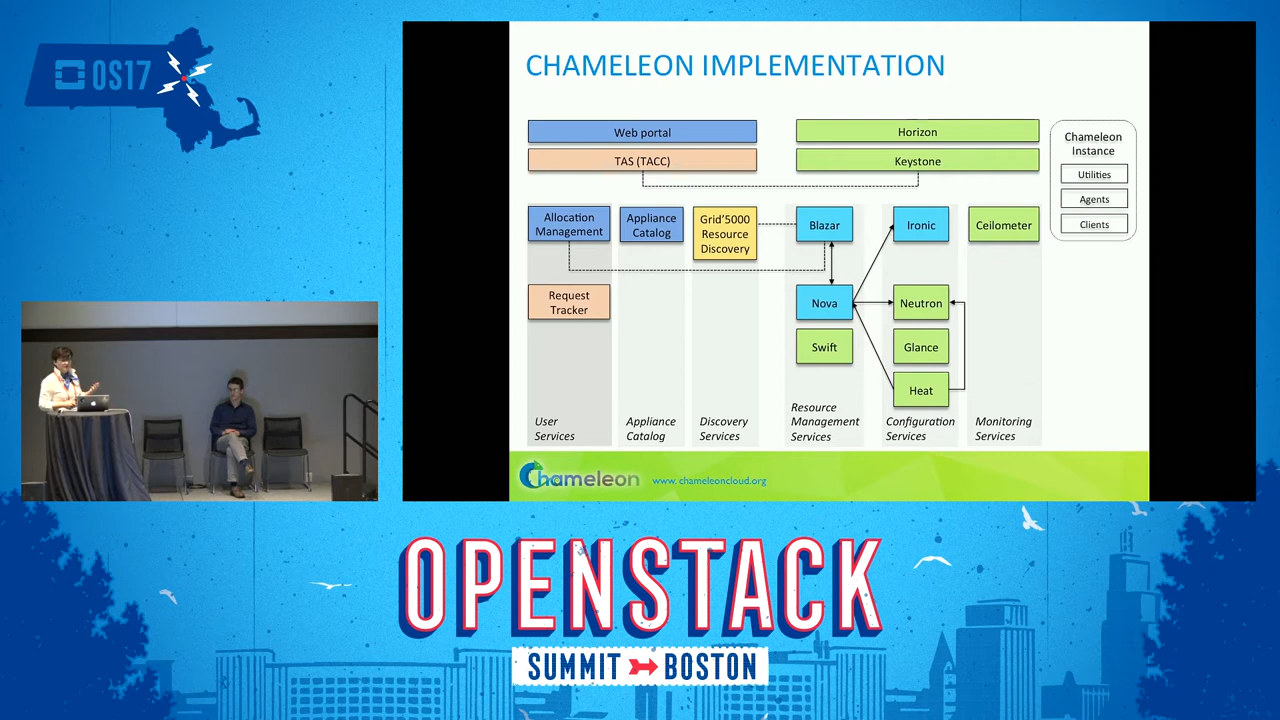 OS17
CHAMELEON IMPLEMENTATION
Web portal
TAS (TACC)
Horizon
Keystone
Chameleon
Instance
Utilities
Agents
Clients
Allocation
Management
Appliance
Catalog
Grid'5000
Resource
Discovery
Blazar
Ironic
Ceilometer
Request
Tracker
Nova
Neutron
Swift
Glance
Heat
User
Services
Appliance
Catalog
Discovery
Services
Resource
Management
Services
Configuration
Services
Monitoring
Services
Chameleon
www. chameleoncloud.org
OPENSTACK
SUMMIT BOSTON